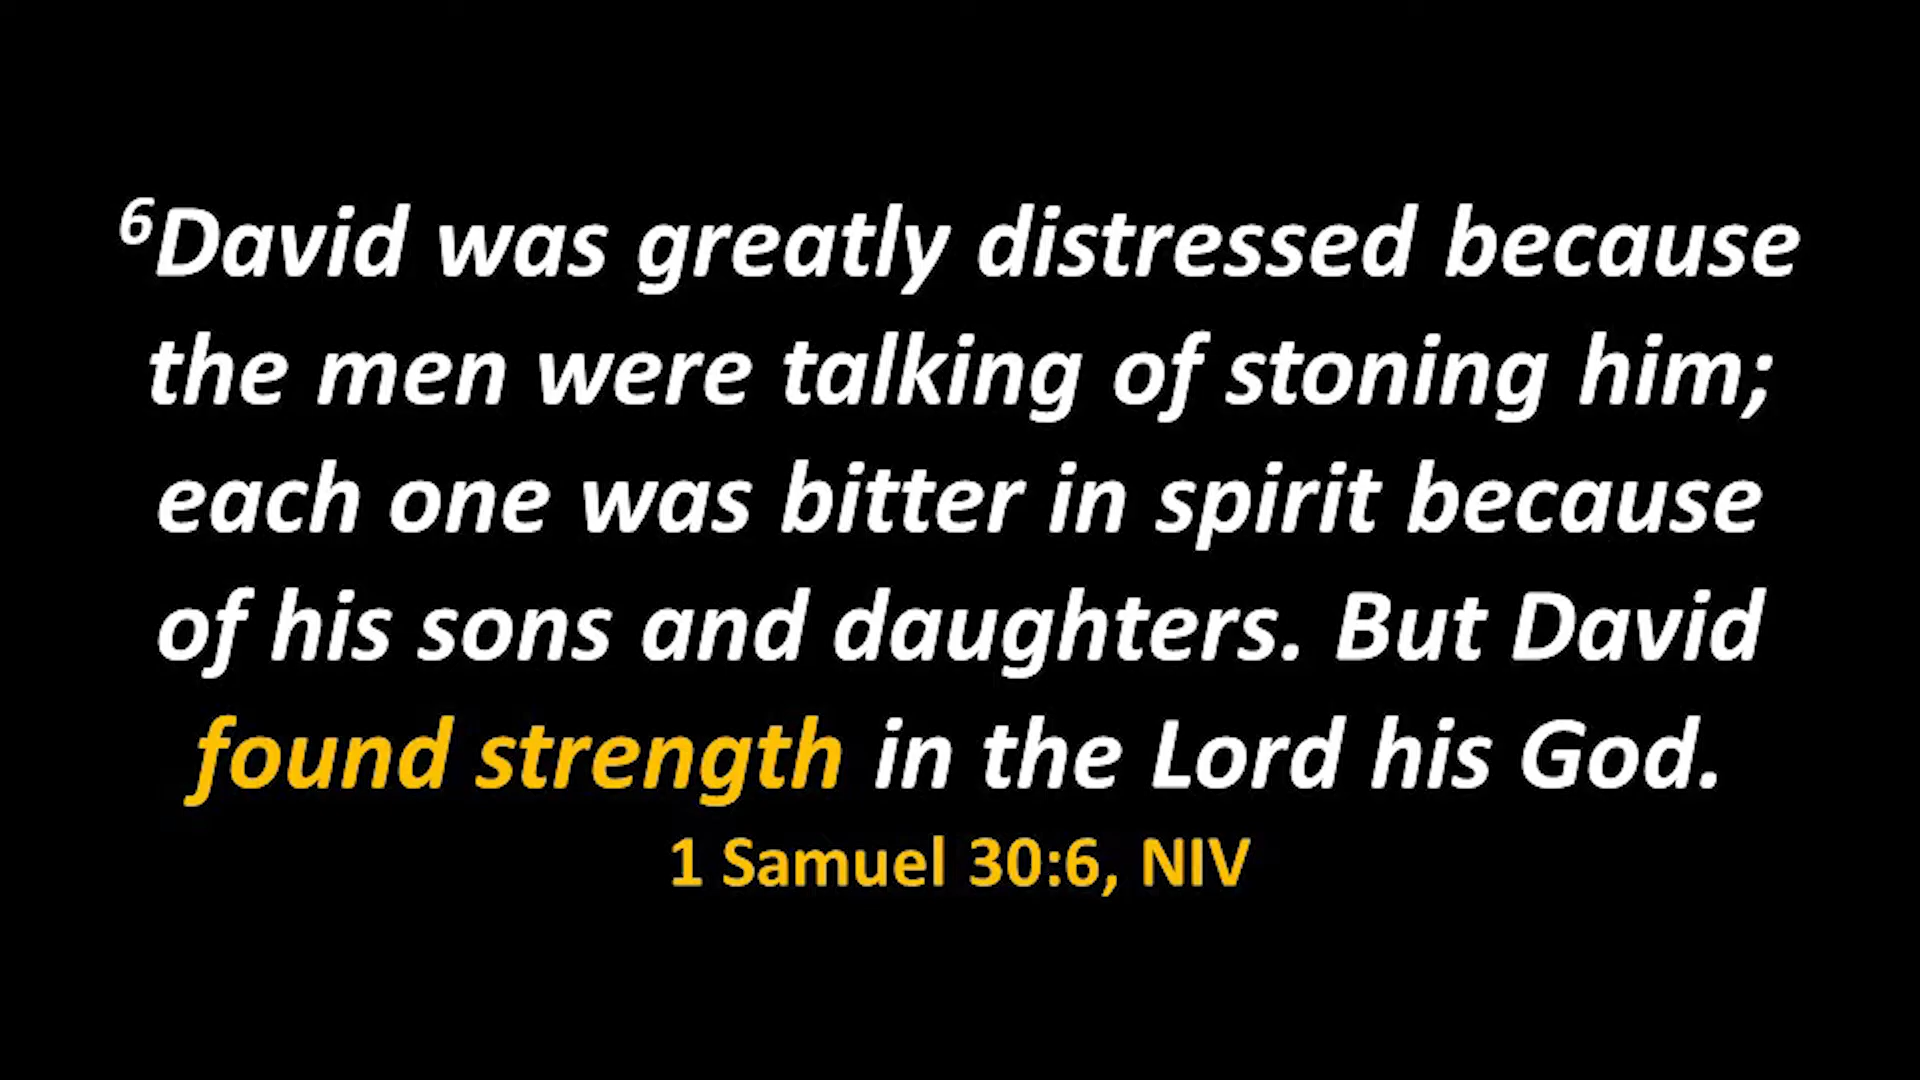 ⁶David was greatly distressed because
the men were talking of stoning him;
each one was bitter in spirit because
of his sons and daughters. But David
found strength in the Lord his God.
1 Samuel 30:6, NIV